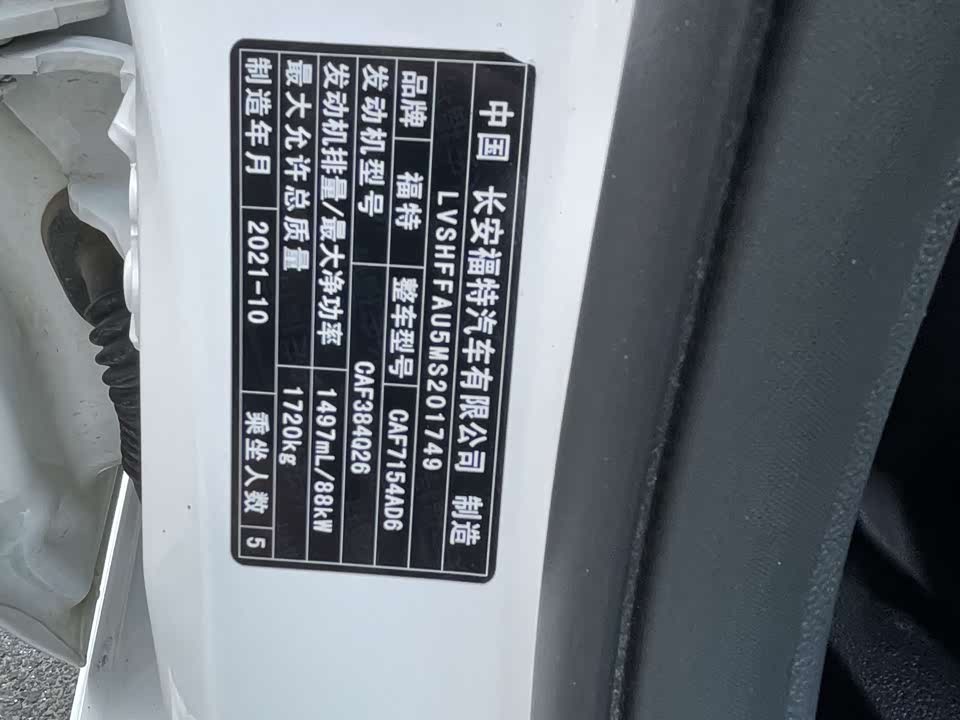 中国 长安福特汽车有限公司 制造
LVSHFFAU5MS201749
品牌 福特 整车型号 CAF7154AD6
发动机型号 CAF384Q26
发动机排量/最大净功率 1497mL/88kW
最大允许总质量 1720kg
制造年月 2021-10 乘坐人数 5